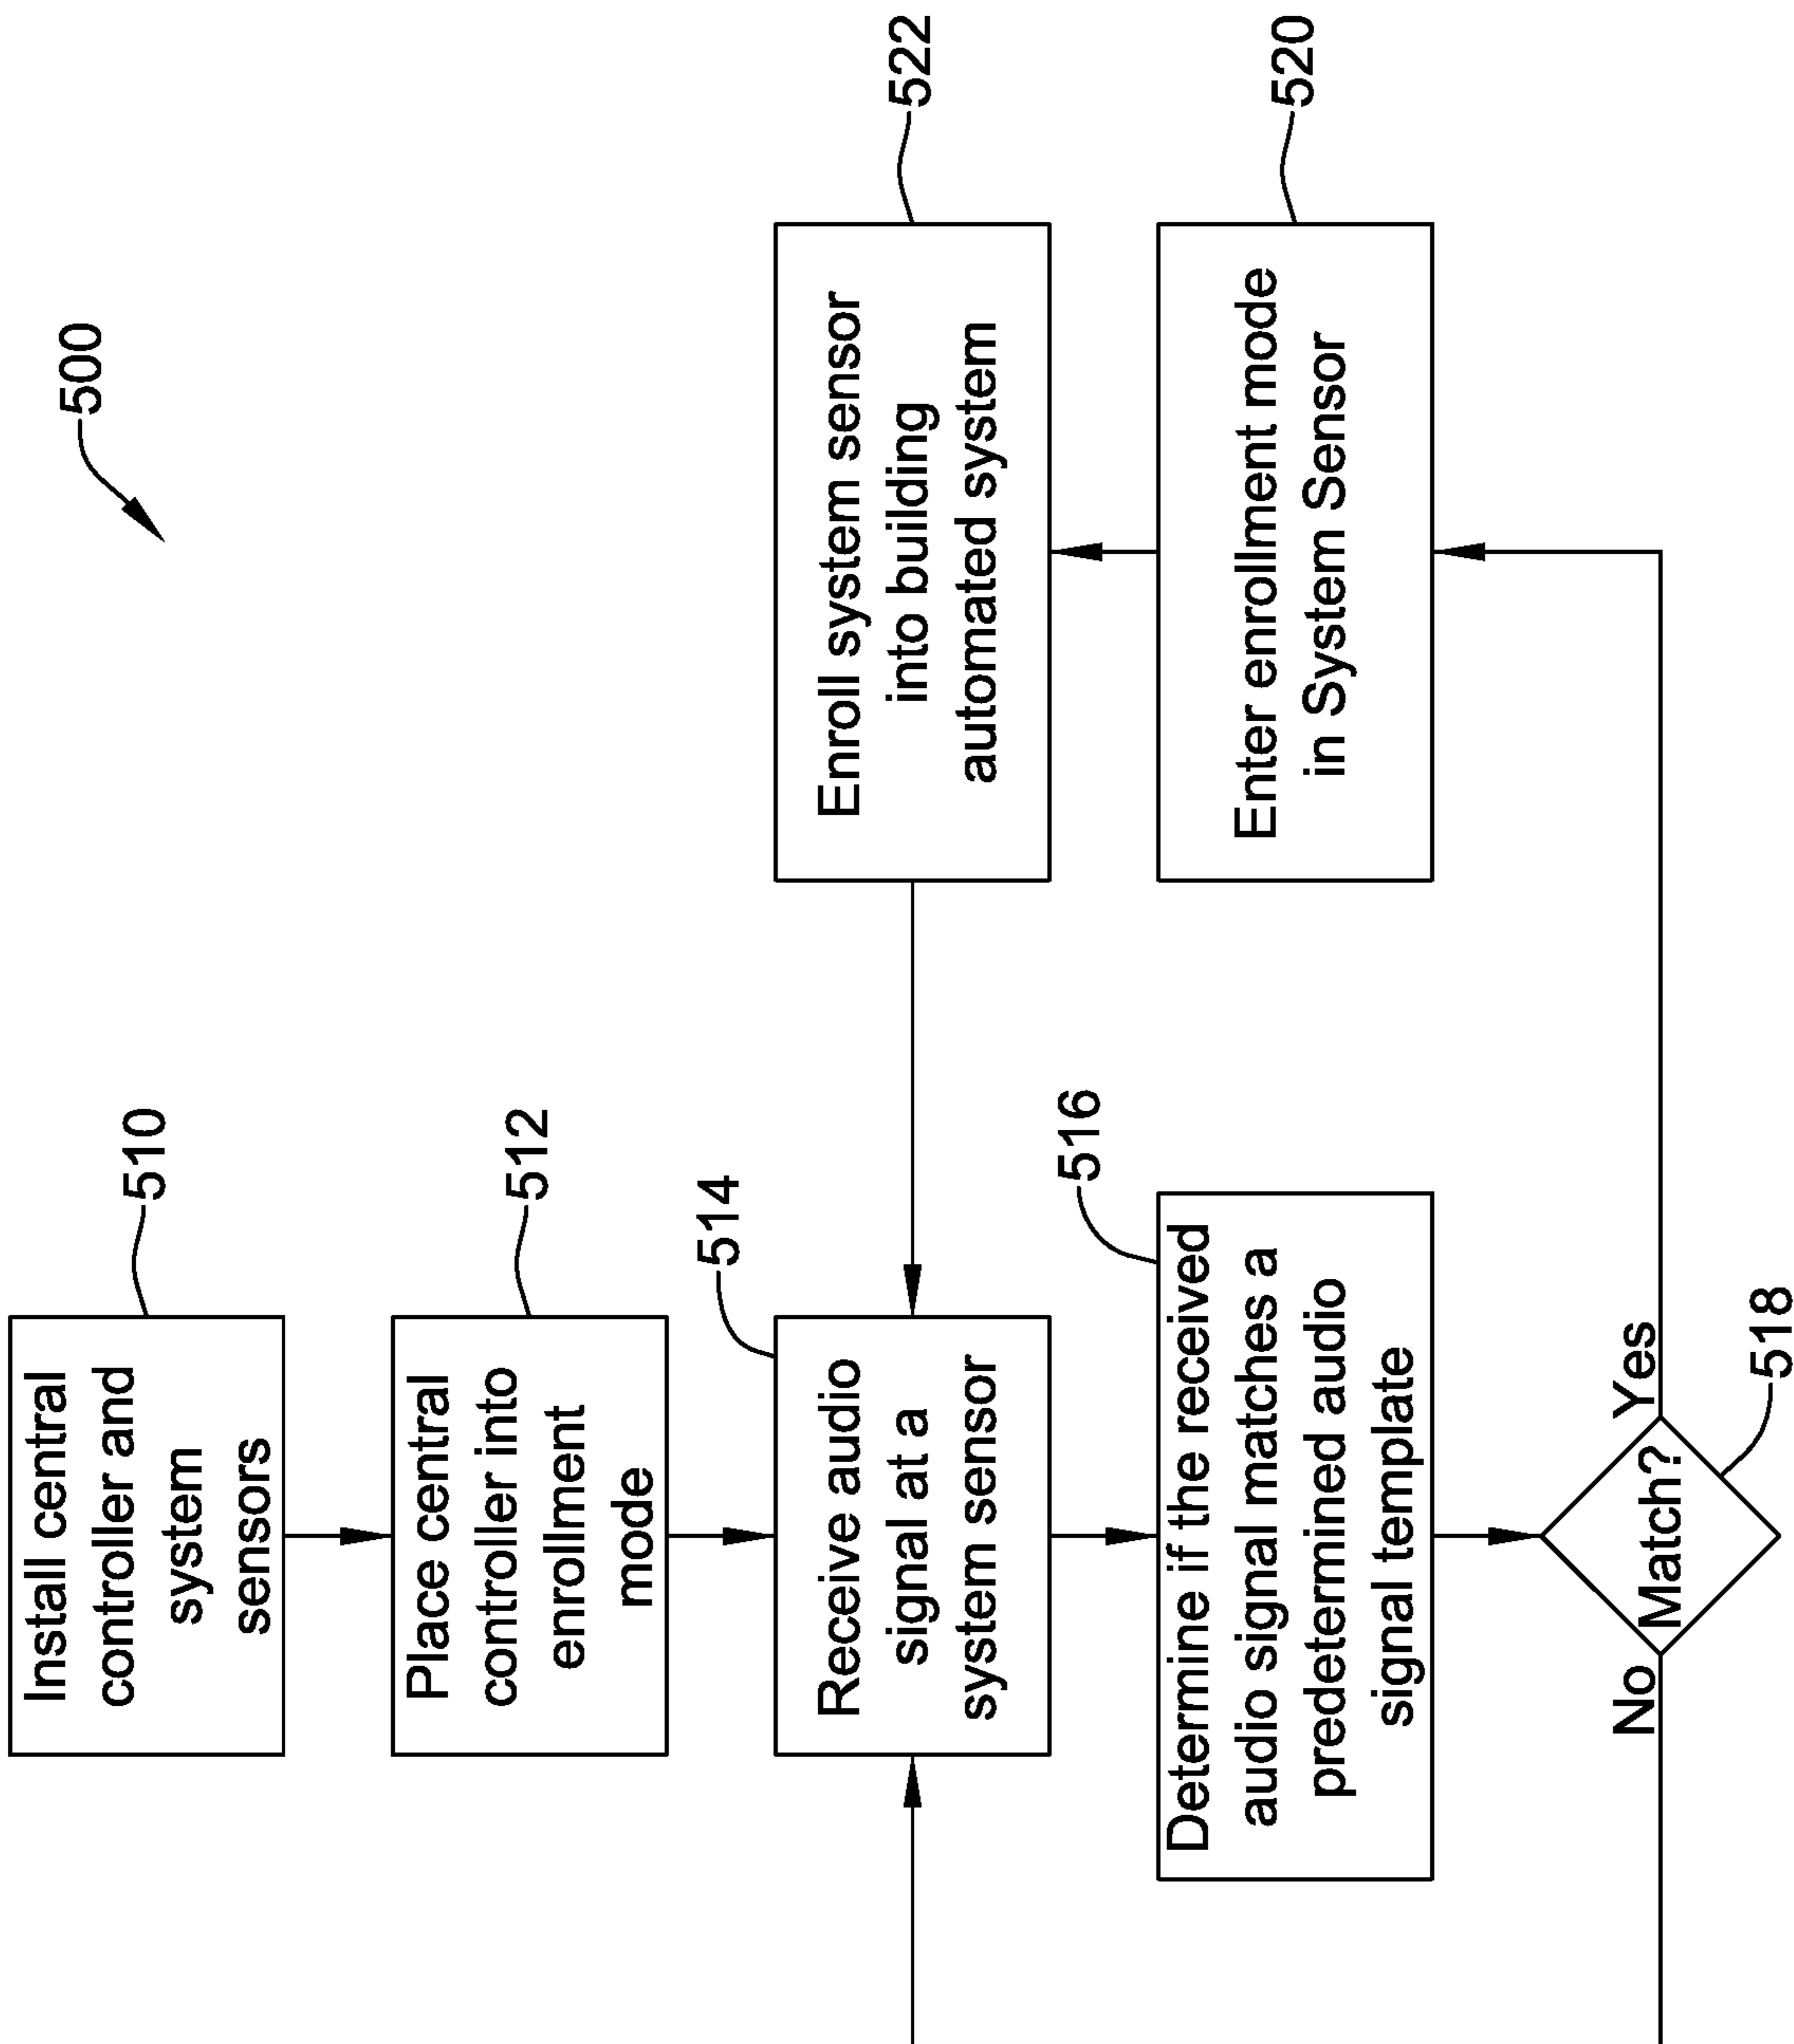 500
Install central
controller and
system
sensors
510
Place central
controller into
enrollment
mode
512
Receive audio
signal at a
system sensor
514
Determine if the received
audio signal matches a
predetermined audio
signal template
516
Match?
518
No
Yes
Enter enrollment mode
in System Sensor
520
Enroll system sensor
into building
automated system
522